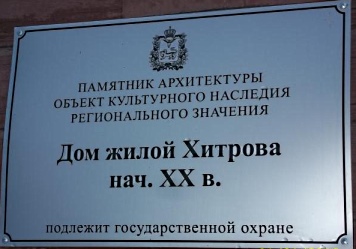 ПАМЯТНИК АРХИТЕКТУРЫ
ОБЪЕКТ КУЛЬТУРНОГО НАСЛЕДИЯ
РЕГИОНАЛЬНОГО ЗНАЧЕНИЯ
Дом жилой Хитрова
нач. XX в.
подлежит государственной охране